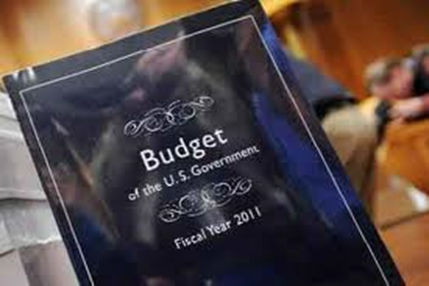 Budget
of the U.S. Government
Fiscal Year 2011